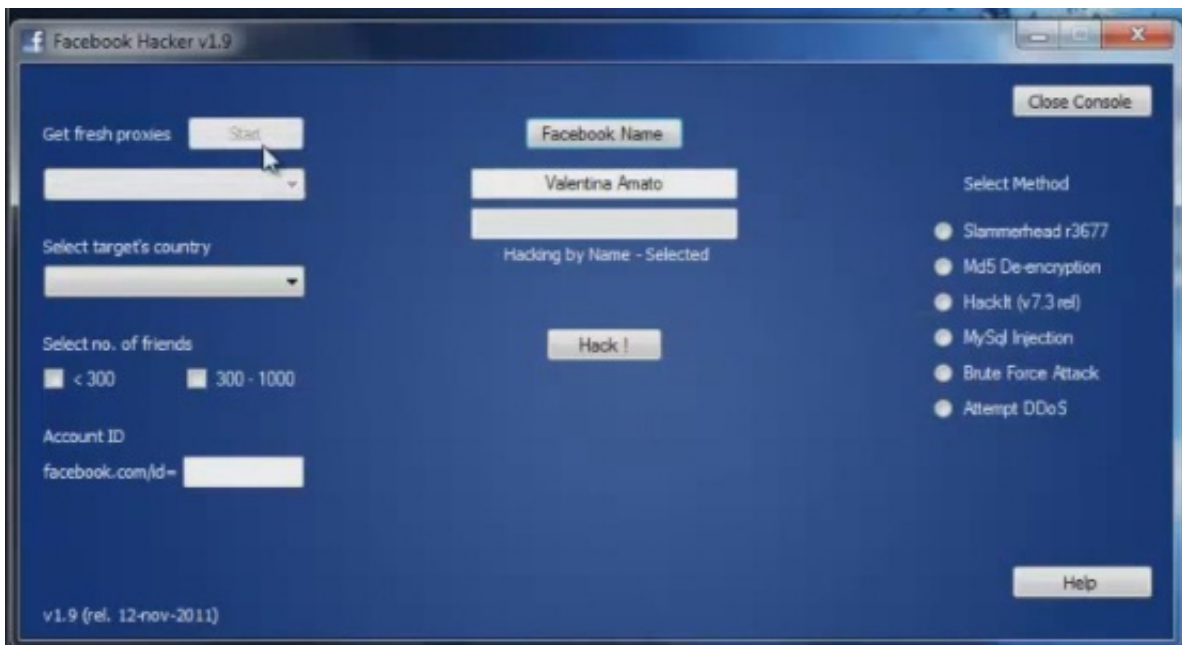 Facebook Hacker v1.9
Close Console
Get fresh proxies
Start
Facebook Name
Valentina Amato
Select Method
Slammerhead r3677
Select target's country
Hacking by Name - Selected
Md5 De-encryption
HackIt (v7.3 rel)
Select no. of friends
Hack !
MySql Injection
< 300
300 - 1000
Brute Force Attack
Attempt DDoS
Account ID
facebook.com/id=
Help
v1.9 (rel. 12-nov-2011)